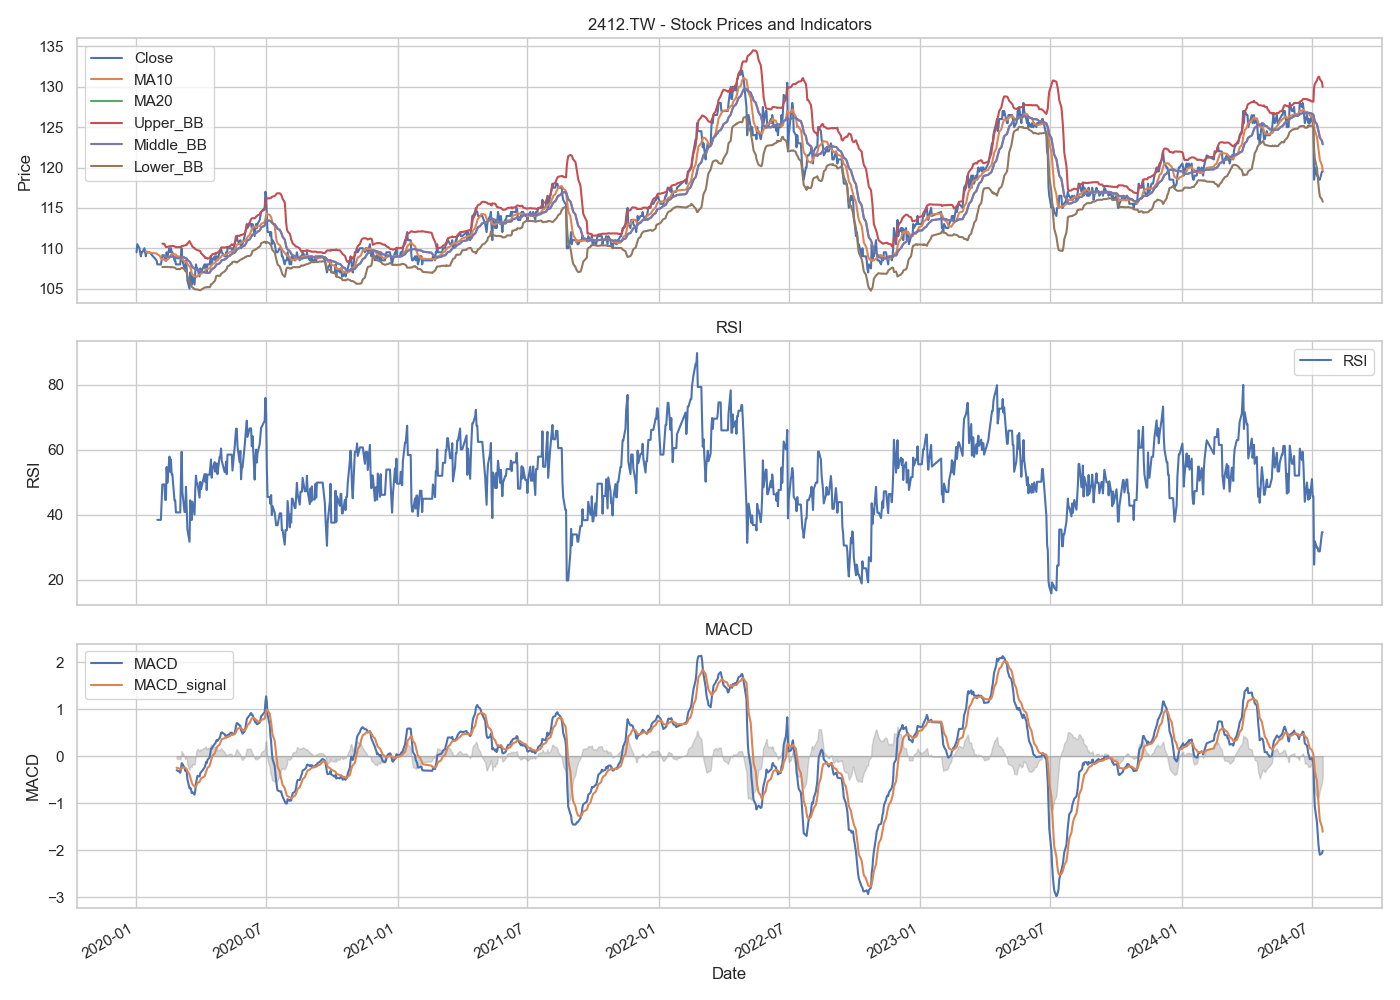 2412.TW - Stock Prices and Indicators
Close
MA10
MA20
Upper_BB
Middle_BB
Lower_BB
Price
135
130
125
120
115
110
105
RSI
RSI
RSI
80
60
40
20
MACD
MACD
MACD_signal
MACD
2
1
0
−1
−2
−3
2020-01
2020-07
2021-01
2021-07
2022-01
2022-07
2023-01
2023-07
2024-01
2024-07
Date